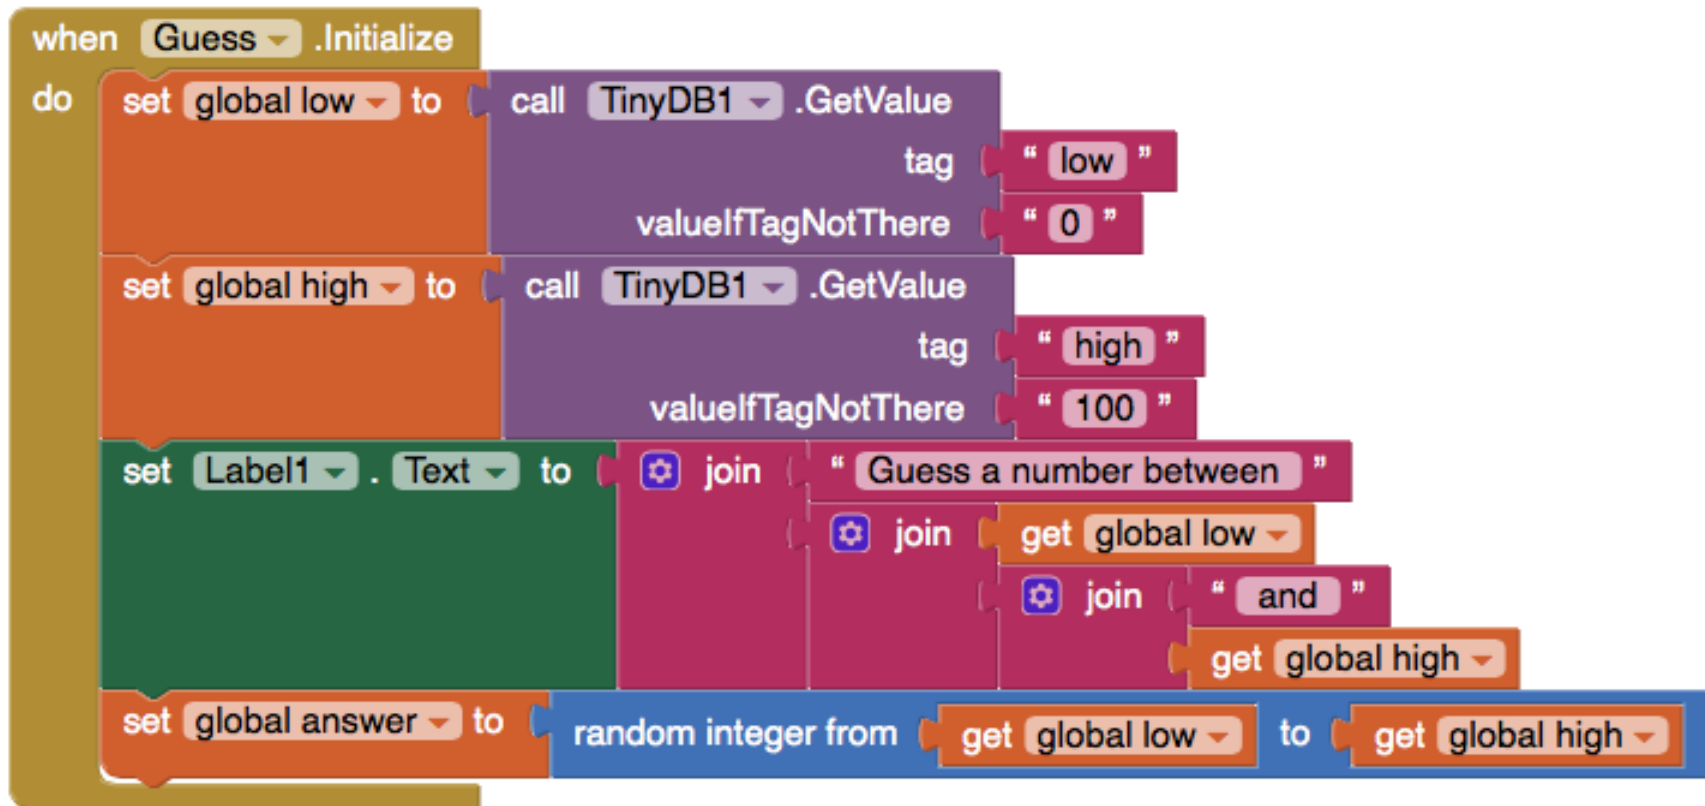 when Guess .Initialize
do set global low to call TinyDB1 .GetValue
tag “ low ”
valueIfTagNotThere “ 0 ”
set global high to call TinyDB1 .GetValue
tag “ high ”
valueIfTagNotThere “ 100 ”
set Label1 . Text to join “ Guess a number between ”
join get global low
join “ and ”
get global high
set global answer to random integer from get global low to get global high